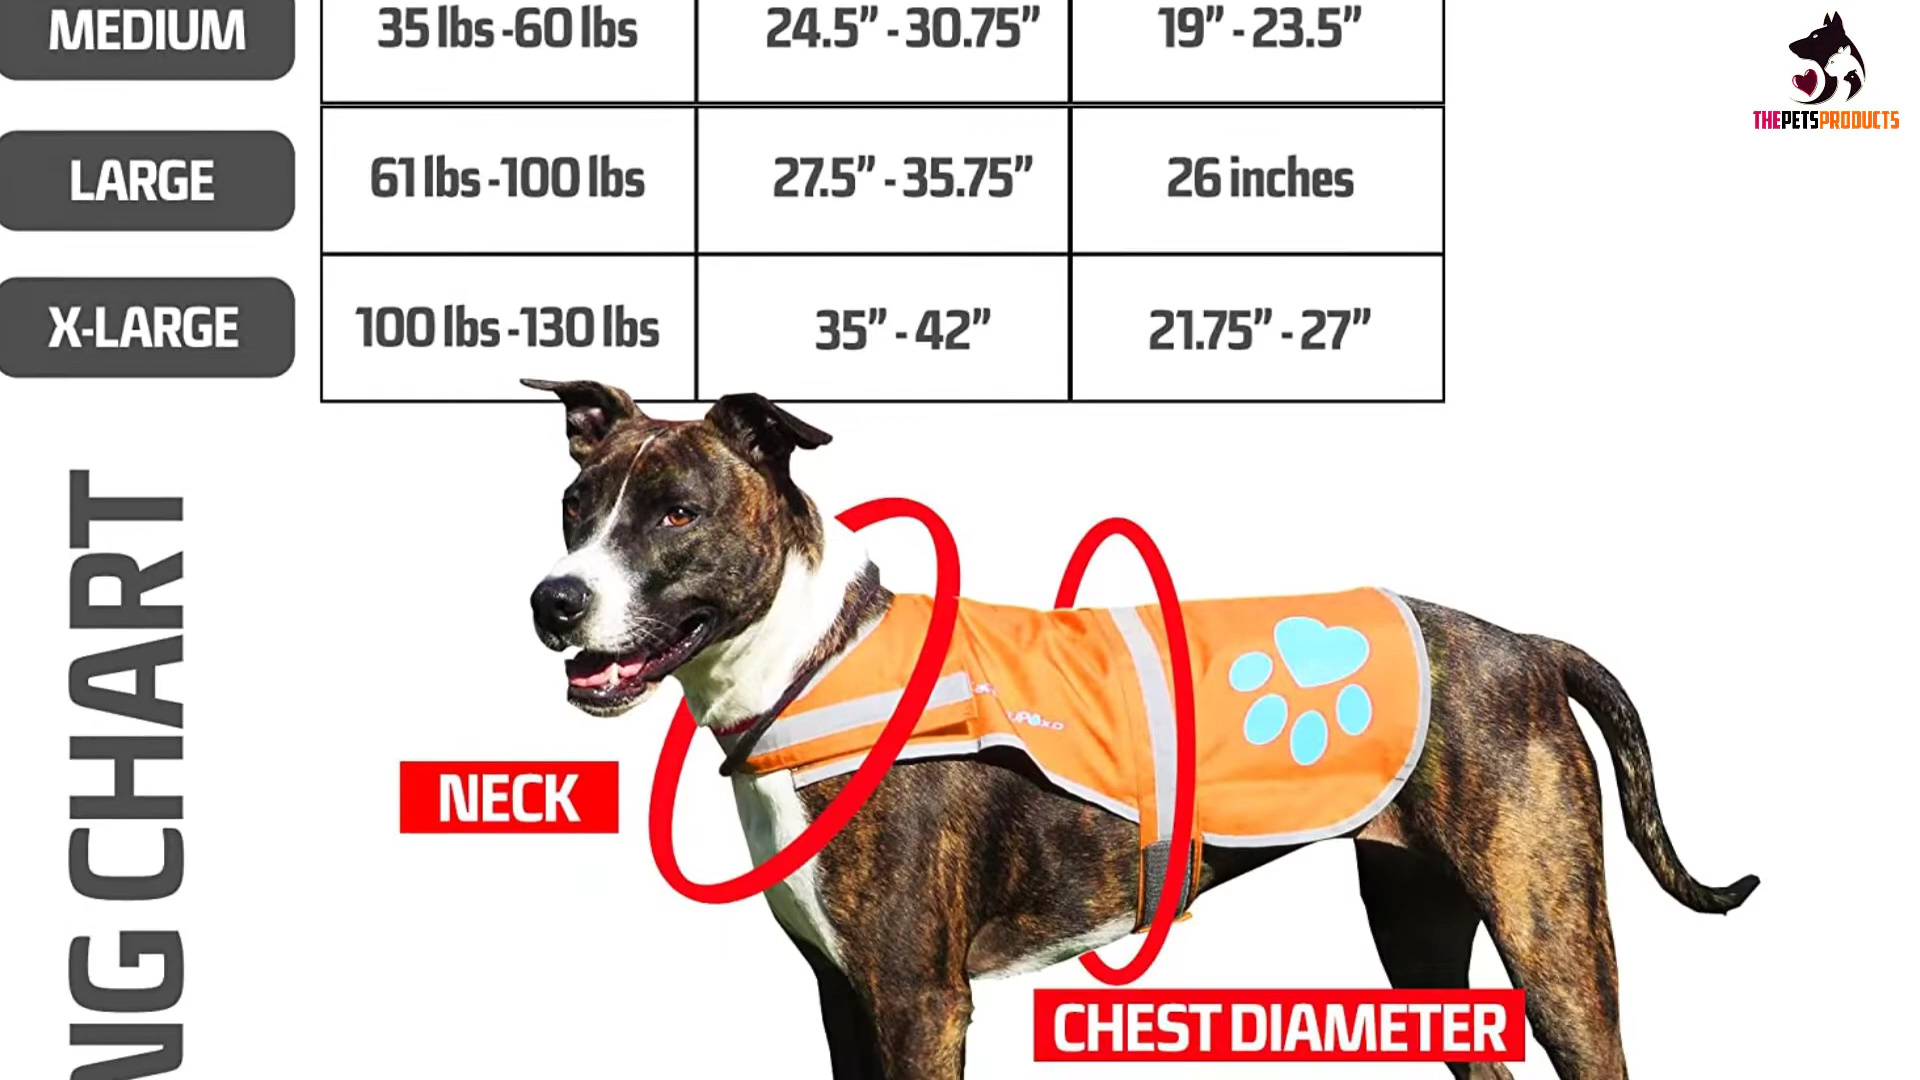 MEDIUM 35 lbs -60 lbs 24.5” - 30.75” 19” - 23.5”
LARGE 61 lbs -100 lbs 27.5” - 35.75” 26 inches
X-LARGE 100 lbs -130 lbs 35” - 42” 21.75” - 27”
THEPETSPRODUCTS
NG CHART
NECK
CHEST DIAMETER